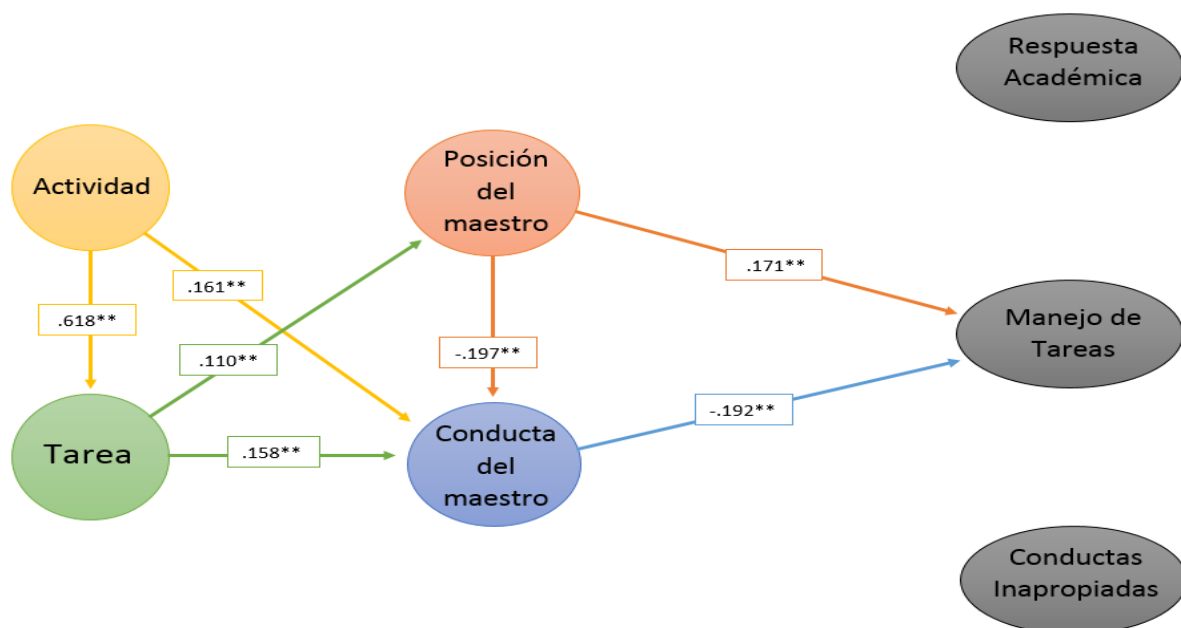 Respuesta
Académica
Actividad
Posición
del
maestro
.171**
.161**
.618**
.110**
-.197**
Manejo de
Tareas
-.192**
Tarea
.158**
Conducta
del
maestro
Conductas
Inapropiadas